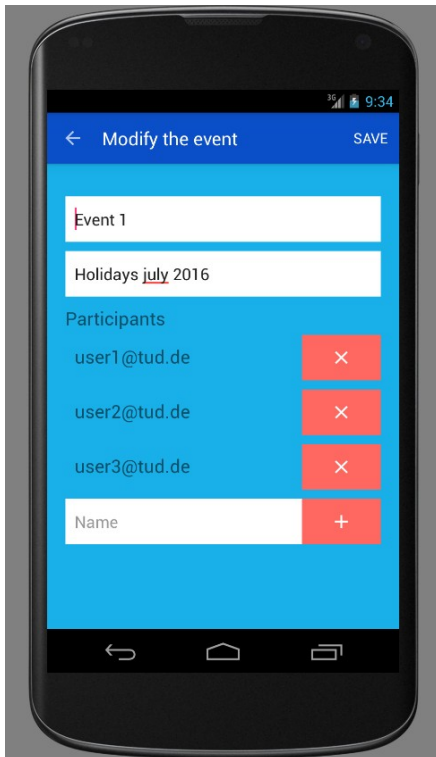 3G 9:34
Modify the event SAVE
Event 1
Holidays july 2016
Participants
user1@tud.de
user2@tud.de
user3@tud.de
Name